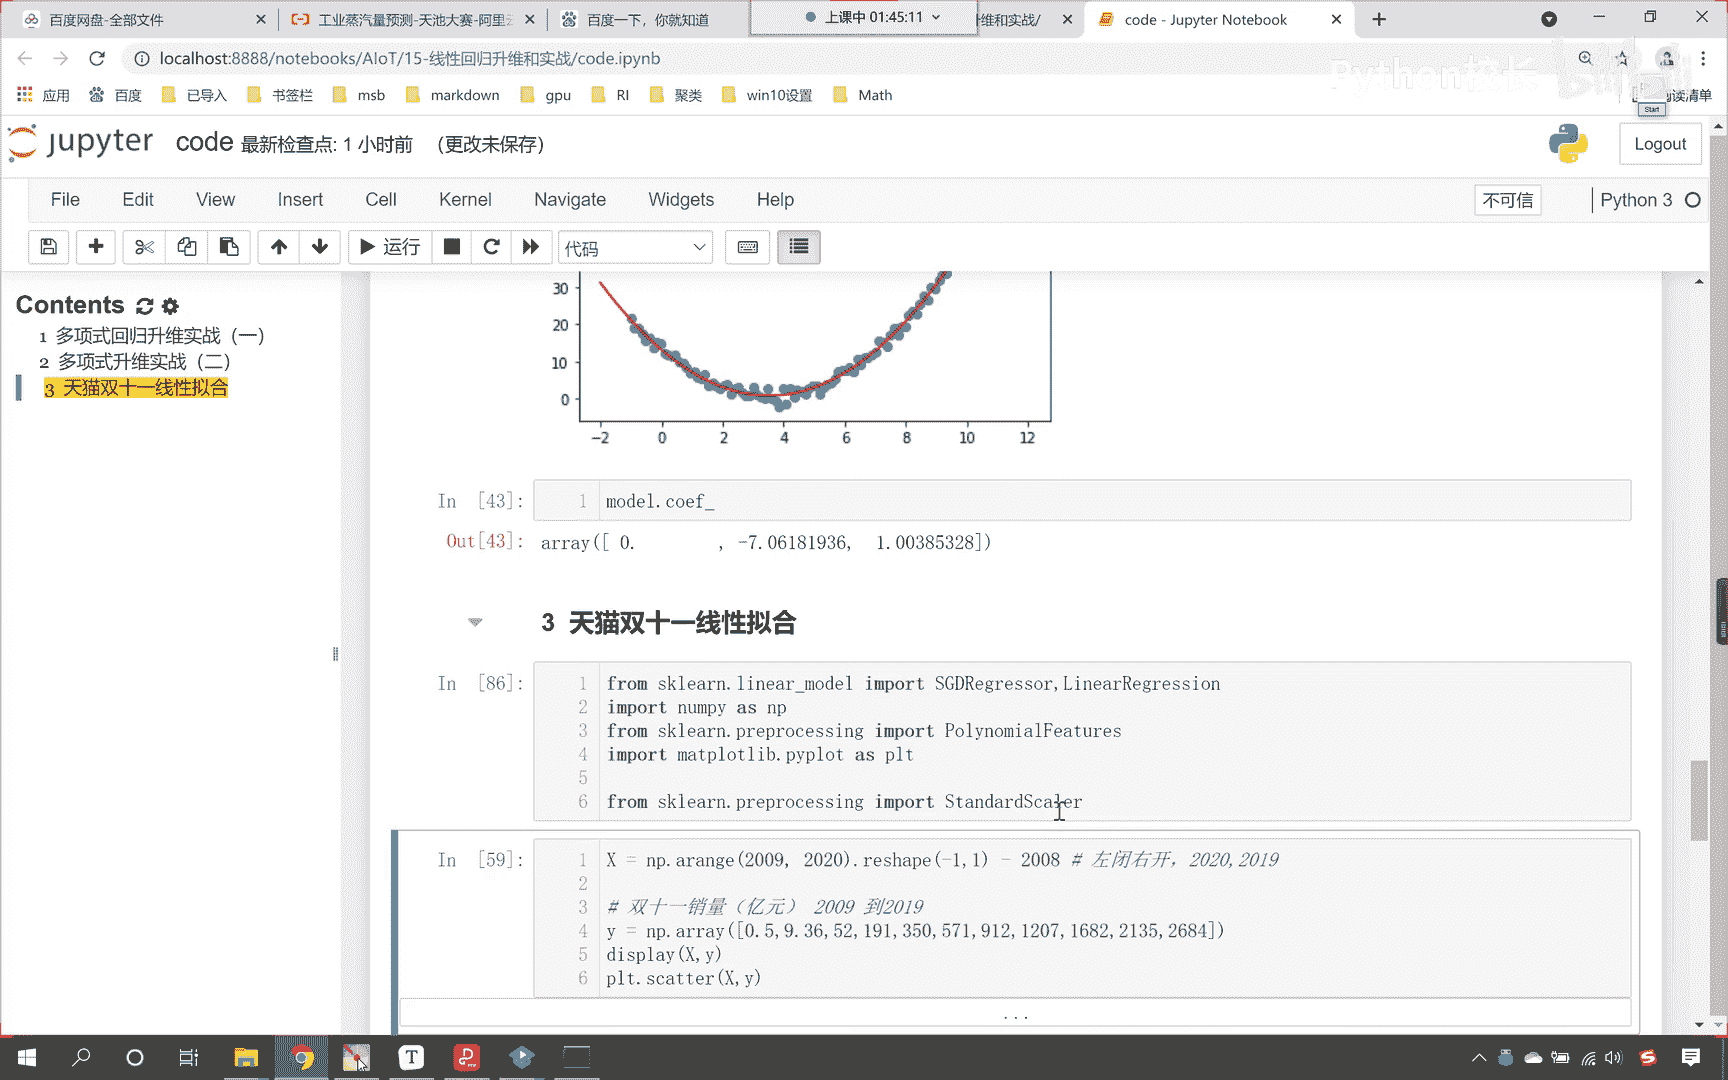 百度网盘-全部文件
工业蒸汽量预测-天池大赛-阿里云
百度一下，你就知道
上课中 01:45:11
维和实战/
code - Jupyter Notebook
localhost:8888/notebooks/AIoT/15-线性回归升维和实战/code.ipynb
Python校长
bilibili
应用 百度 已导入 书签栏 msb markdown gpu RI 聚类 win10设置 Math
阅读清单
Start
jupyter code 最新检查点: 1 小时前 (更改未保存)
Logout
File Edit View Insert Cell Kernel Navigate Widgets Help
不可信
Python 3
运行
代码
Contents
1 多项式回归升维实战（一）
2 多项式升维实战（二）
3 天猫双十一线性拟合
30
20
10
0
−2 0 2 4 6 8 10 12
In [43]: 1 model.coef_
Out[43]: array([ 0. , -7.06181936, 1.00385328])
3 天猫双十一线性拟合
In [86]:
1 from sklearn.linear_model import SGDRegressor,LinearRegression
2 import numpy as np
3 from sklearn.preprocessing import PolynomialFeatures
4 import matplotlib.pyplot as plt
5
6 from sklearn.preprocessing import StandardScaler
In [59]:
1 X = np.arange(2009, 2020).reshape(-1,1) - 2008 # 左闭右开，2020,2019
2
3 # 双十一销量（亿元） 2009 到2019
4 y = np.array([0.5,9.36,52,191,350,571,912,1207,1682,2135,2684])
5 display(X,y)
6 plt.scatter(X,y)
...